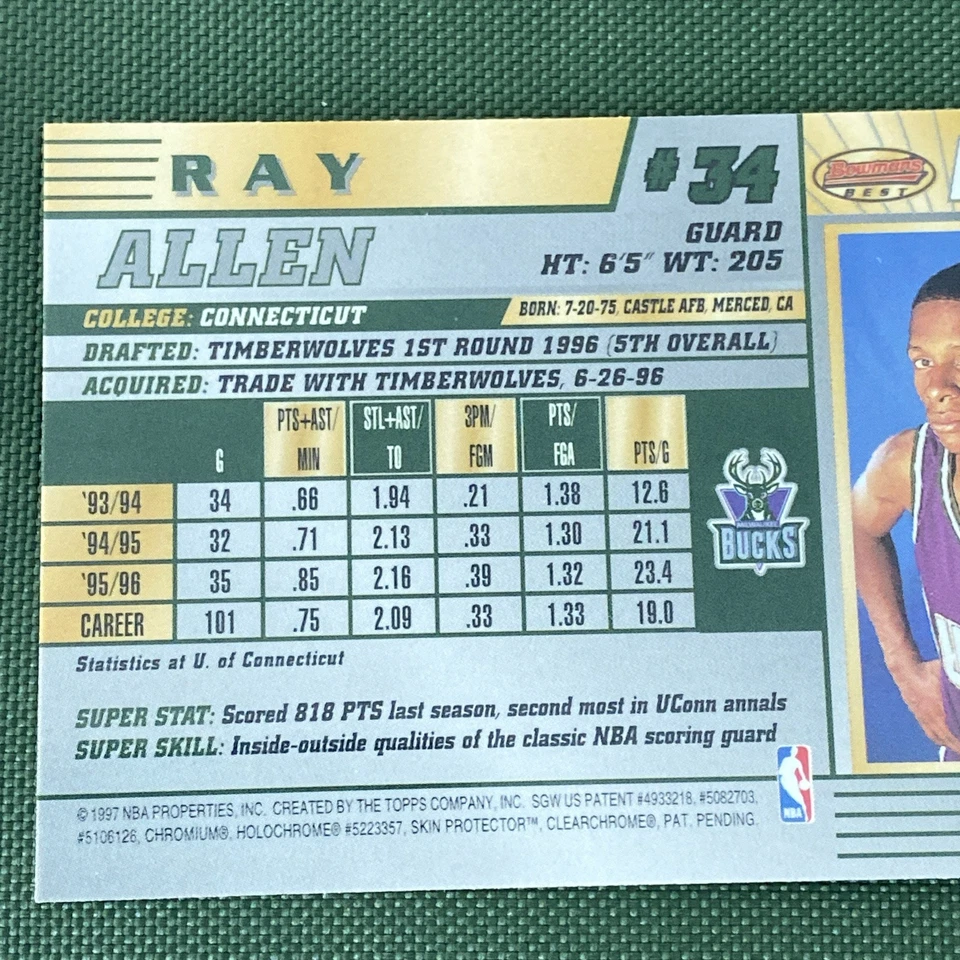 RAY
ALLEN
#34
GUARD
HT: 6'5" WT: 205
Bowmans
BEST
COLLEGE: CONNECTICUT
BORN: 7-20-75, CASTLE AFB, MERCED, CA
DRAFTED: TIMBERWOLVES 1ST ROUND 1996 (5TH OVERALL)
ACQUIRED: TRADE WITH TIMBERWOLVES, 6-26-96
G PTS+AST/MIN STL+AST/TO 3PM/FGM PTS/FGA PTS/G
'93/94 34 .66 1.94 .21 1.38 12.6
'94/95 32 .71 2.13 .33 1.30 21.1
'95/96 35 .85 2.16 .39 1.32 23.4
CAREER 101 .75 2.09 .33 1.33 19.0
MILWAUKEE
BUCKS
Statistics at U. of Connecticut
SUPER STAT: Scored 818 PTS last season, second most in UConn annals
SUPER SKILL: Inside-outside qualities of the classic NBA scoring guard
NBA
© 1997 NBA PROPERTIES, INC. CREATED BY THE TOPPS COMPANY, INC. SGW US PATENT #4933218, #5082703,
#5106126, CHROMIUM®, HOLOCHROME® #5223357, SKIN PROTECTOR™, CLEARCHROME®, PAT. PENDING.